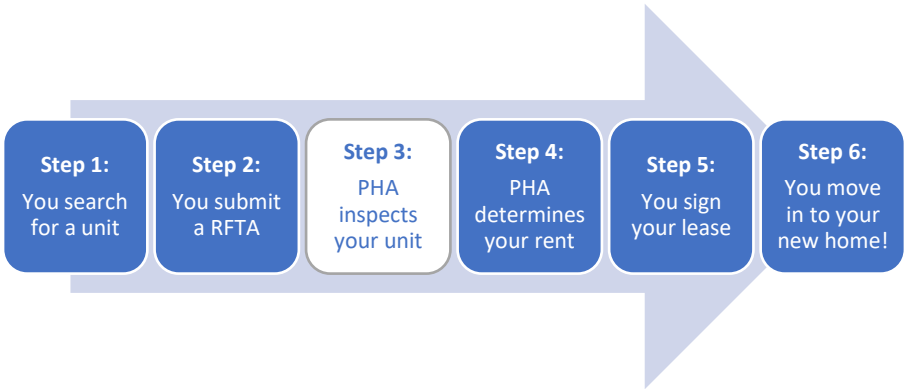 Step 1:
You search
for a unit
Step 2:
You submit
a RFTA
Step 3:
PHA
inspects
your unit
Step 4:
PHA
determines
your rent
Step 5:
You sign
your lease
Step 6:
You move
in to your
new home!